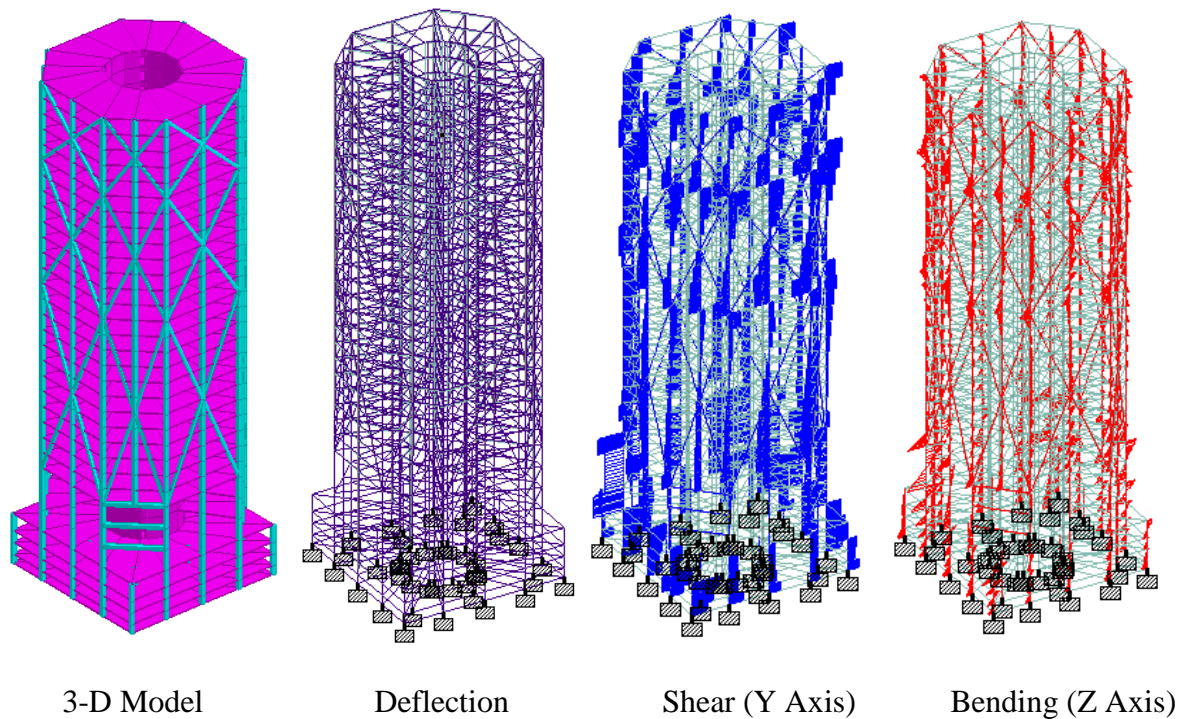 3-D Model
Deflection
Shear (Y Axis)
Bending (Z Axis)